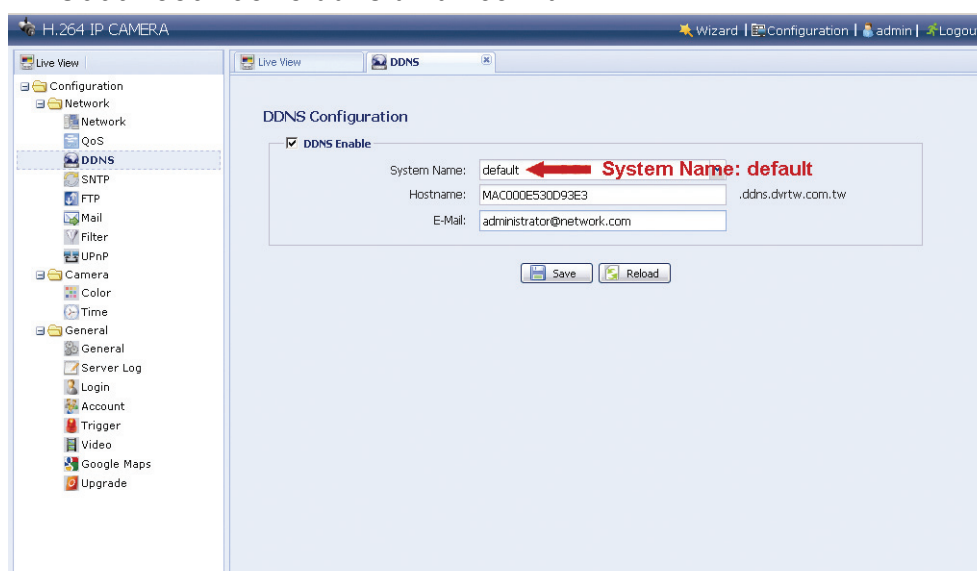 H.264 IP CAMERA
Wizard | Configuration | admin | Logou
Live View
Live View
DDNS
Configuration
Network
Network
QoS
DDNS
SNTP
FTP
Mail
Filter
UPnP
Camera
Color
Time
General
General
Server Log
Login
Account
Trigger
Video
Google Maps
Upgrade
DDNS Configuration
DDNS Enable
System Name: default System Name: default
Hostname: MAC000E530D93E3 .ddns.dvrtw.com.tw
E-Mail: administrator@network.com
Save Reload